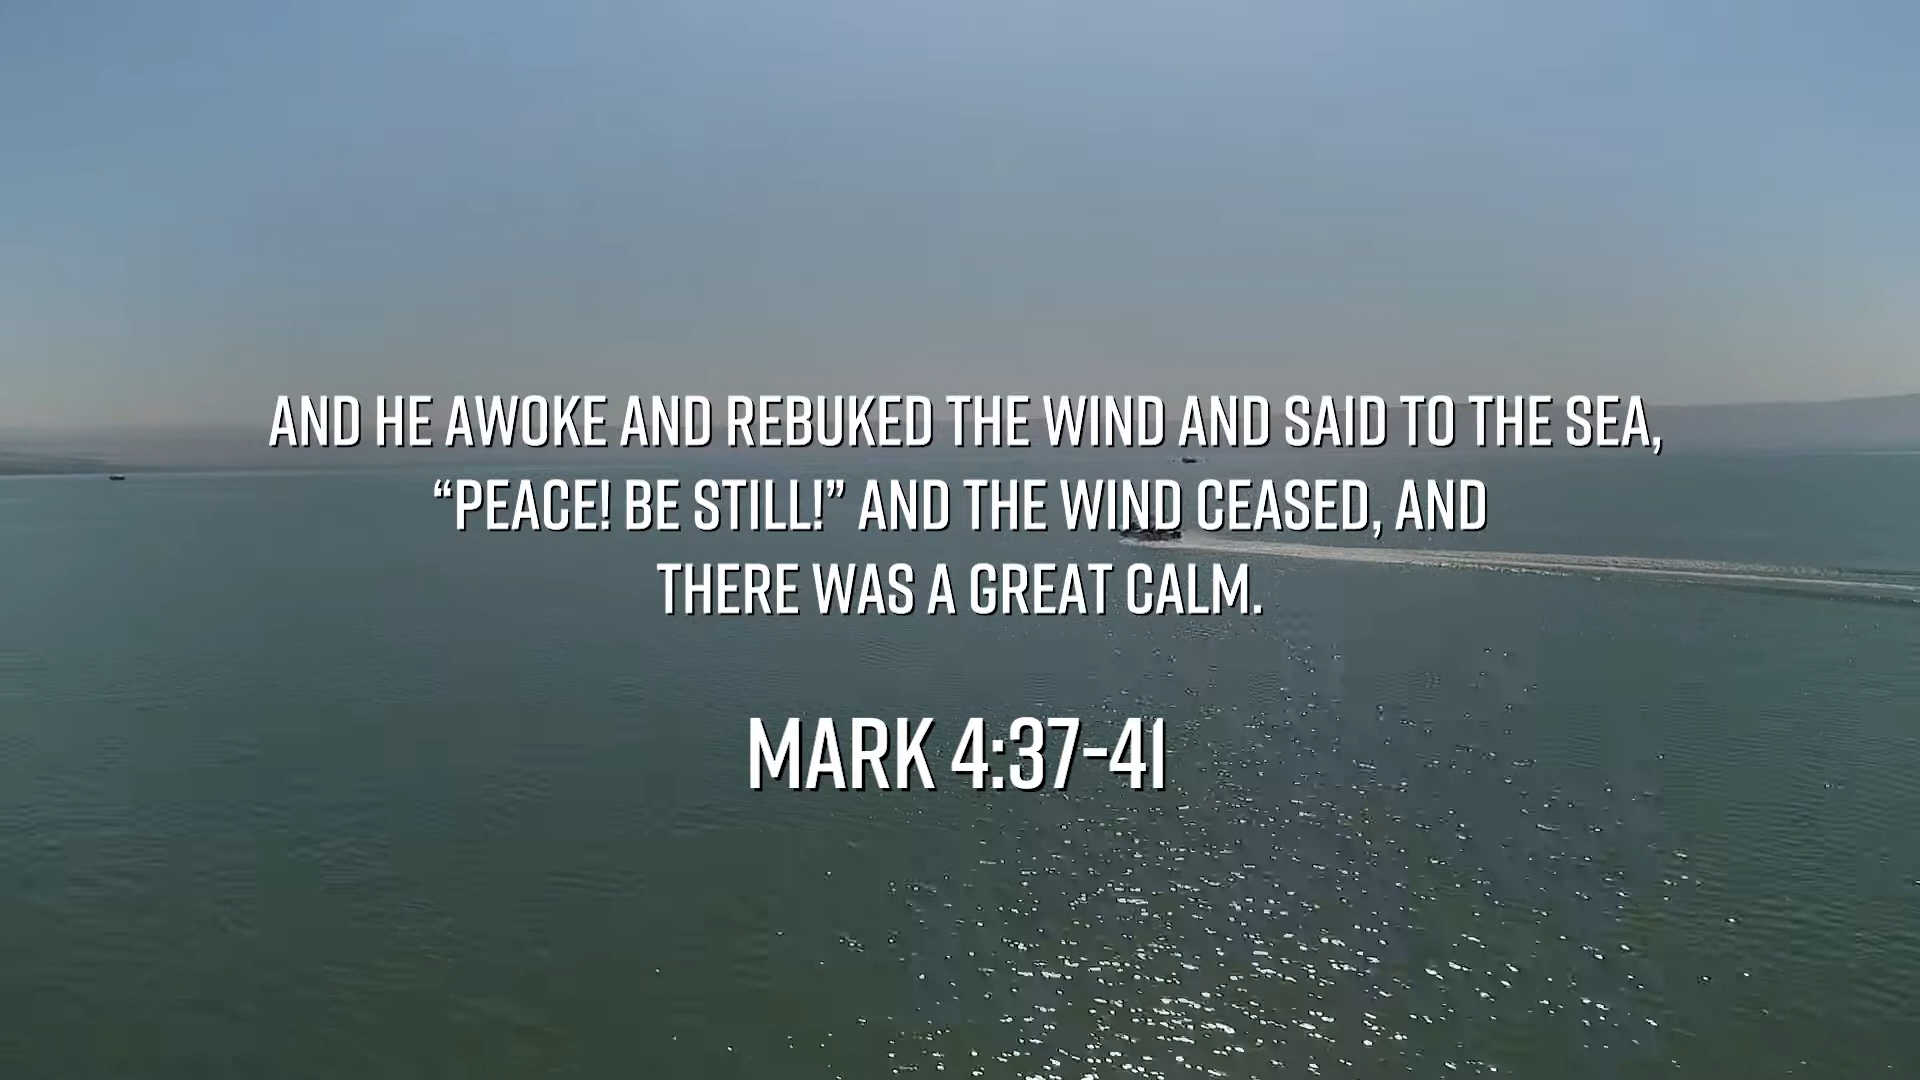 AND HE AWOKE AND REBUKED THE WIND AND SAID TO THE SEA,
“PEACE! BE STILL!” AND THE WIND CEASED, AND
THERE WAS A GREAT CALM.
MARK 4:37-41